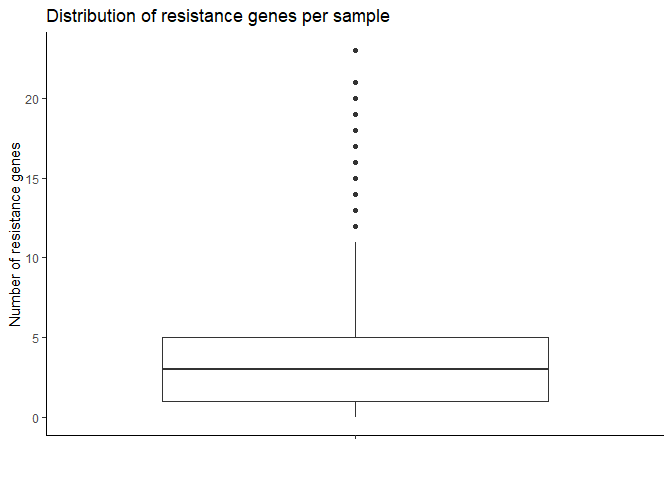 Distribution of resistance genes per sample
Number of resistance genes
20
15
10
5
0